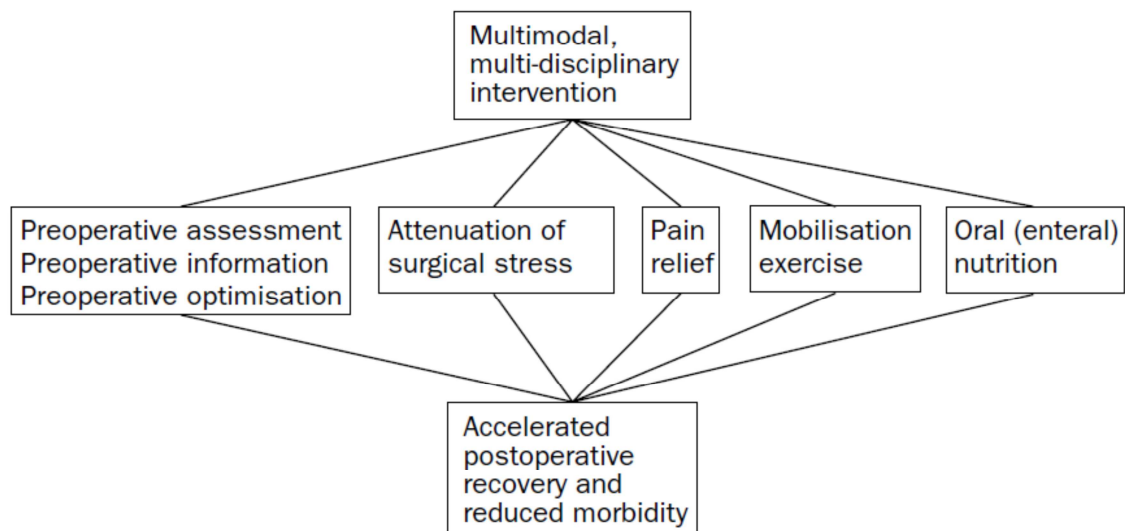 Multimodal,
multi-disciplinary
intervention
Preoperative assessment
Preoperative information
Preoperative optimisation
Attenuation of
surgical stress
Pain
relief
Mobilisation
exercise
Oral (enteral)
nutrition
Accelerated
postoperative
recovery and
reduced morbidity